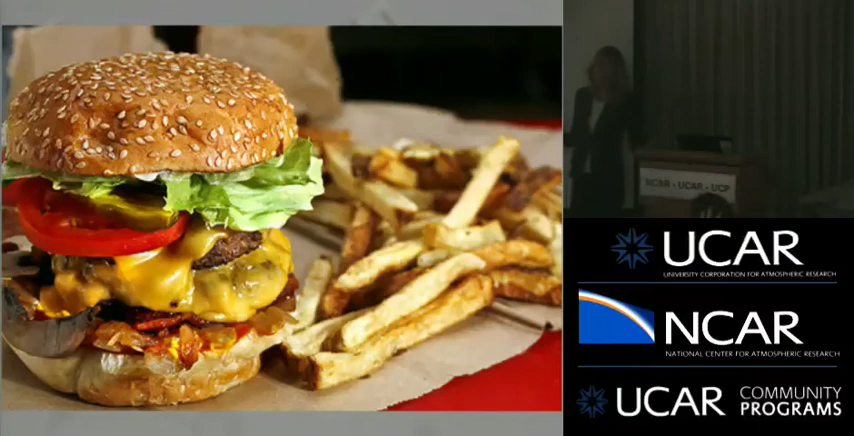 NCAR • UCAR • UCP
UCAR
UNIVERSITY CORPORATION FOR ATMOSPHERIC RESEARCH
NCAR
NATIONAL CENTER FOR ATMOSPHERIC RESEARCH
UCAR COMMUNITY PROGRAMS